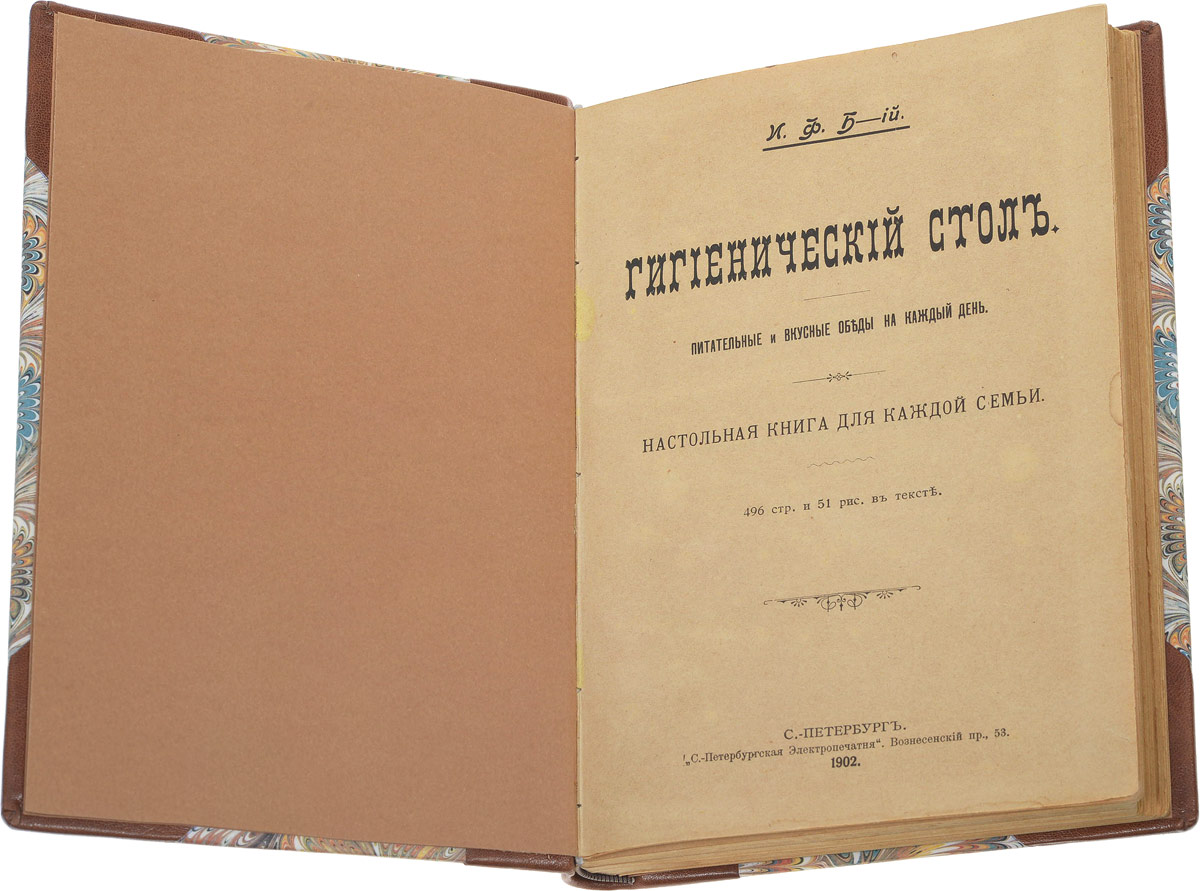 И. Ф. Б—ій.
ГИГІЕНИЧЕСКІЙ СТОЛЪ.
ПИТАТЕЛЬНЫЕ и ВКУСНЫЕ ОБѢДЫ НА КАЖДЫЙ ДЕНЬ.
НАСТОЛЬНАЯ КНИГА ДЛЯ КАЖДОЙ СЕМЬИ.
496 стр. и 51 рис. въ текстѣ.
С.-ПЕТЕРБУРГЪ.
„С.-Петербургская Электропечатня“. Вознесенскій пр., 53.
1902.